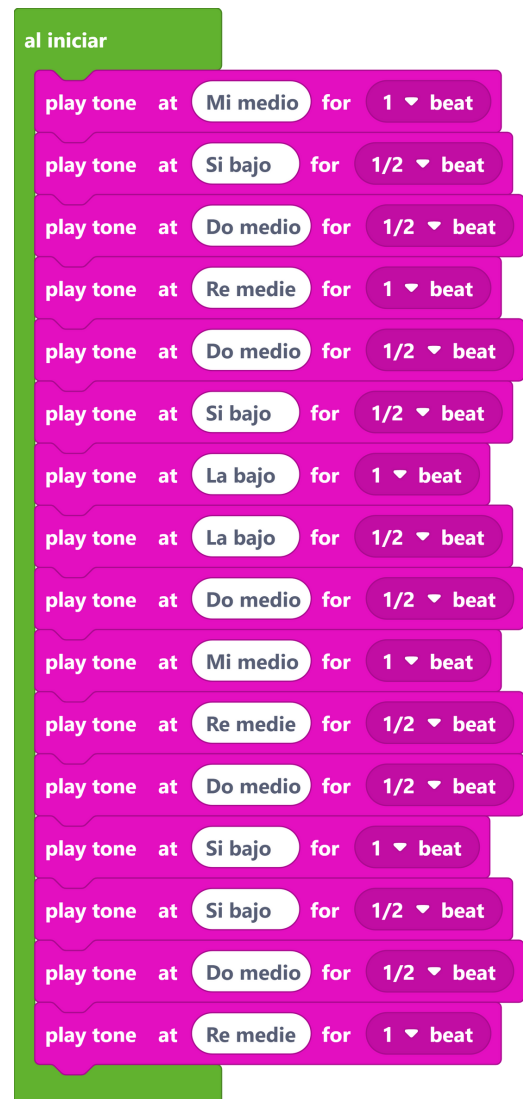 al iniciar
play tone at Mi medio for 1 beat
play tone at Si bajo for 1/2 beat
play tone at Do medio for 1/2 beat
play tone at Re medie for 1 beat
play tone at Do medio for 1/2 beat
play tone at Si bajo for 1/2 beat
play tone at La bajo for 1 beat
play tone at La bajo for 1/2 beat
play tone at Do medio for 1/2 beat
play tone at Mi medio for 1 beat
play tone at Re medie for 1/2 beat
play tone at Do medio for 1/2 beat
play tone at Si bajo for 1 beat
play tone at Si bajo for 1/2 beat
play tone at Do medio for 1/2 beat
play tone at Re medie for 1 beat